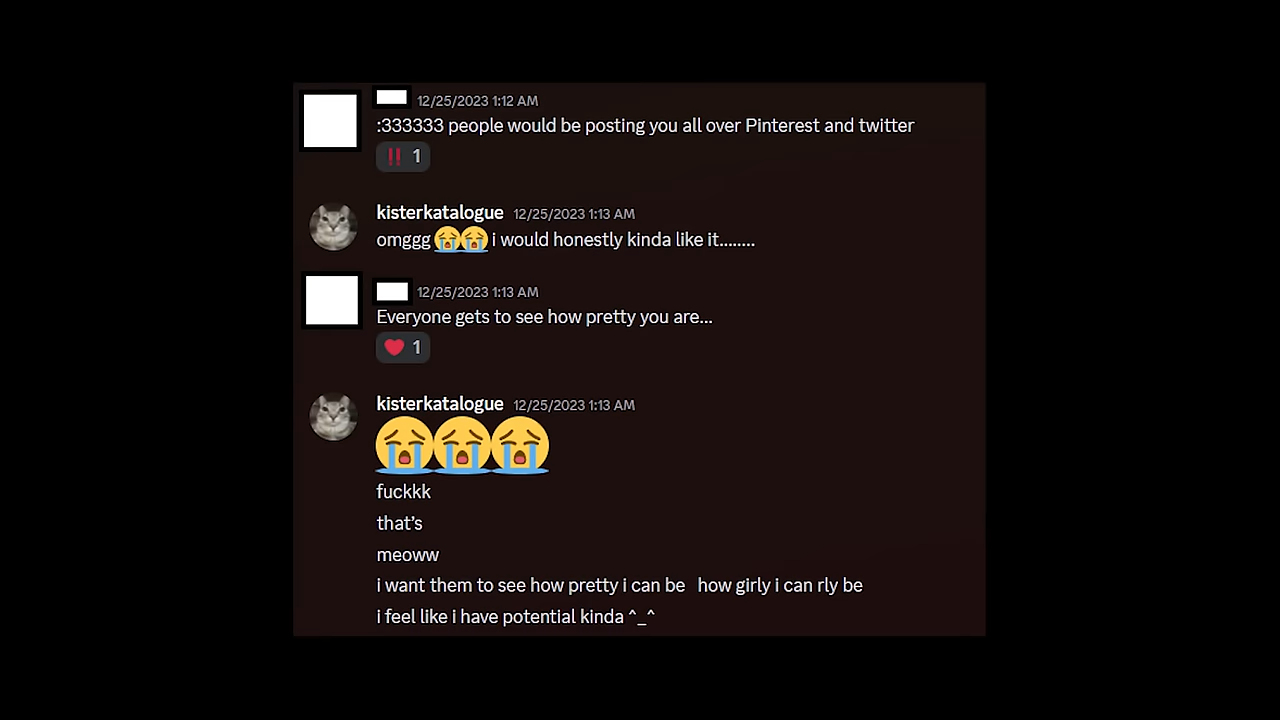 12/25/2023 1:12 AM
:333333 people would be posting you all over Pinterest and twitter
‼ 1
kisterkatalogue 12/25/2023 1:13 AM
omggg 😭😭 i would honestly kinda like it........
12/25/2023 1:13 AM
Everyone gets to see how pretty you are...
❤️ 1
kisterkatalogue 12/25/2023 1:13 AM
😭😭😭
fuckkk
that's
meoww
i want them to see how pretty i can be   how girly i can rly be
i feel like i have potential kinda ^_^